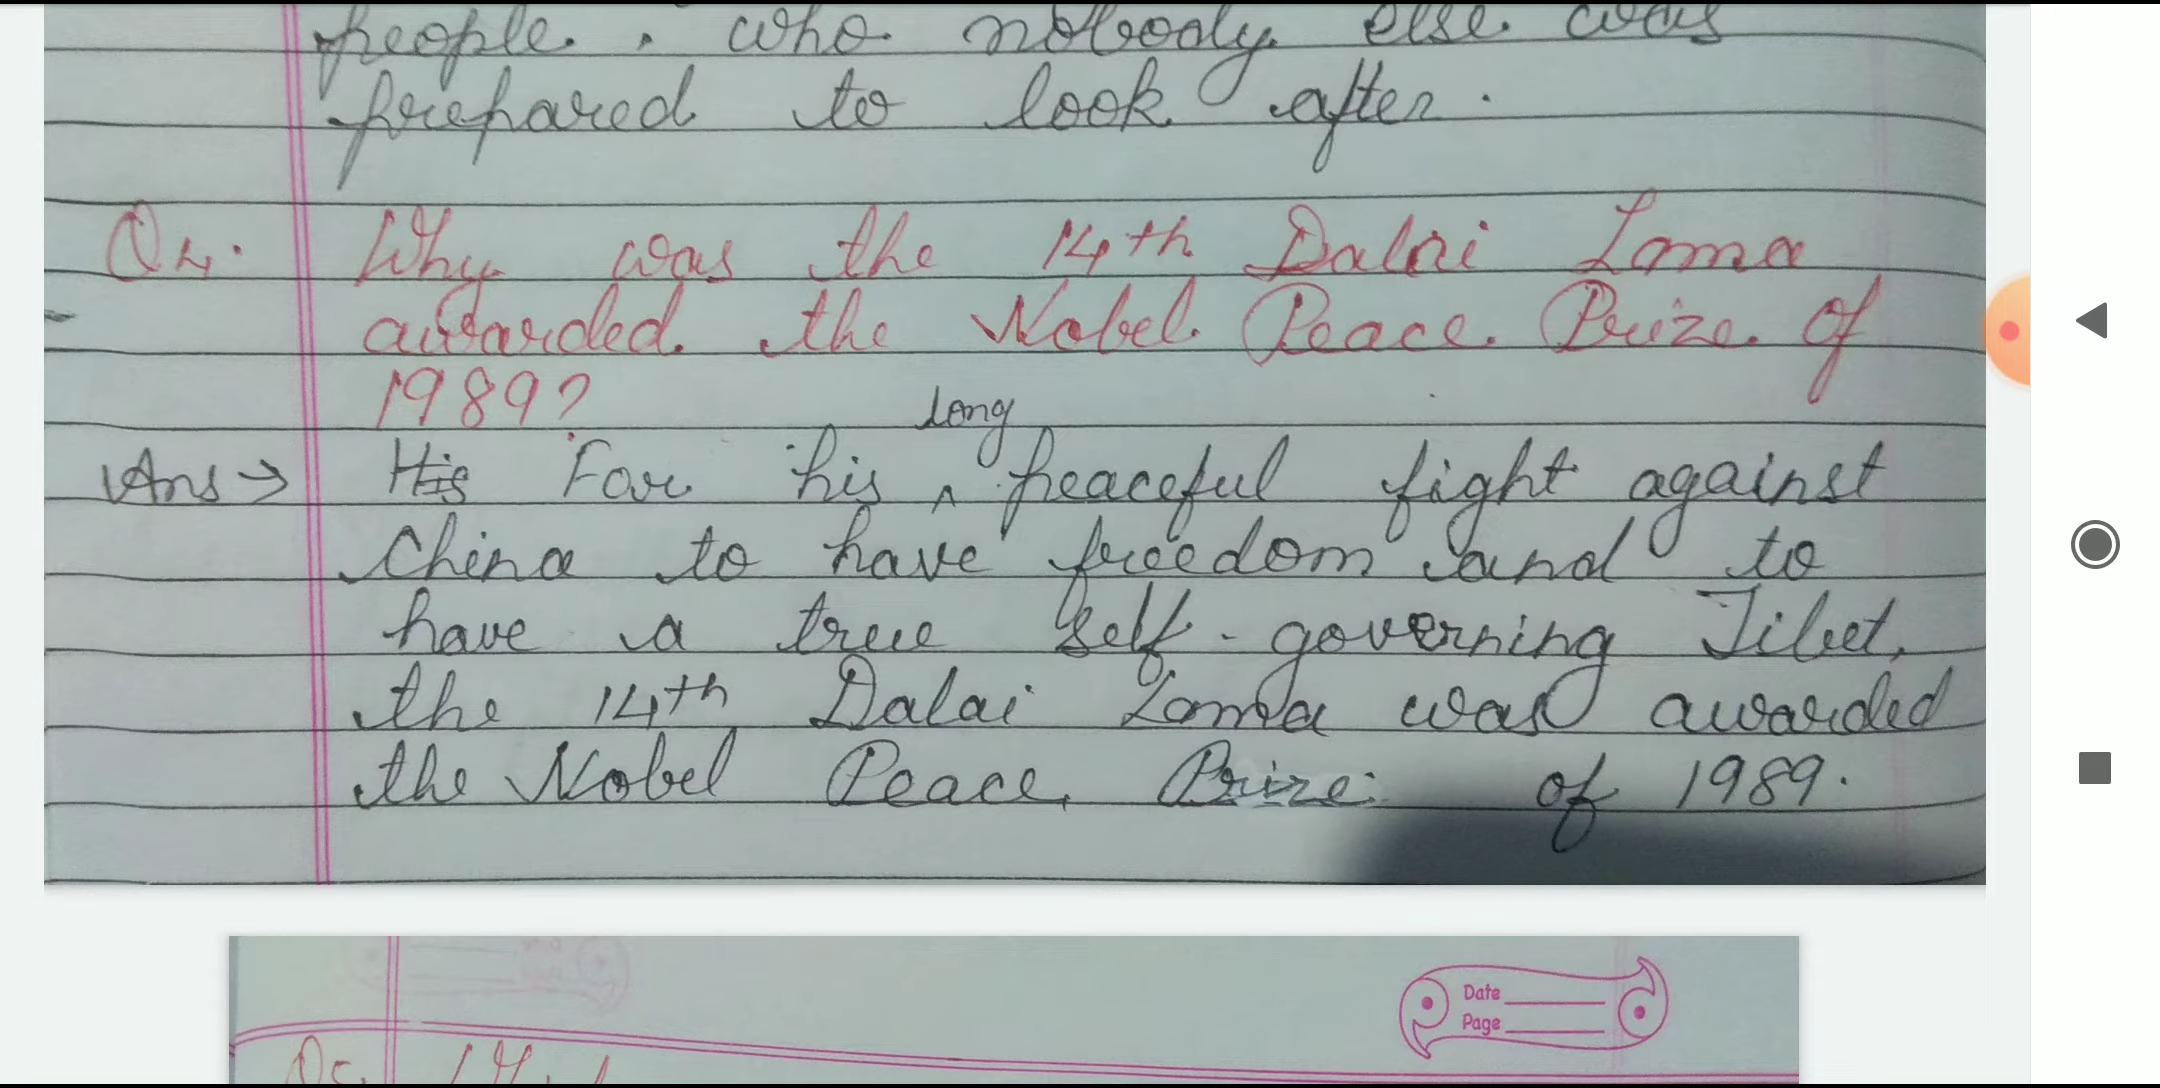 people. who nobody else was
prepared to look after.
Q4. Why was the 14th Dalai Lama
awarded the Nobel Peace Prize of
1989?
long
Ans → His For his ^ peaceful fight against
China to have freedom and to
have a true self-governing Tibet,
the 14th Dalai Lama was awarded
the Nobel Peace Prize of 1989.
Date
Page